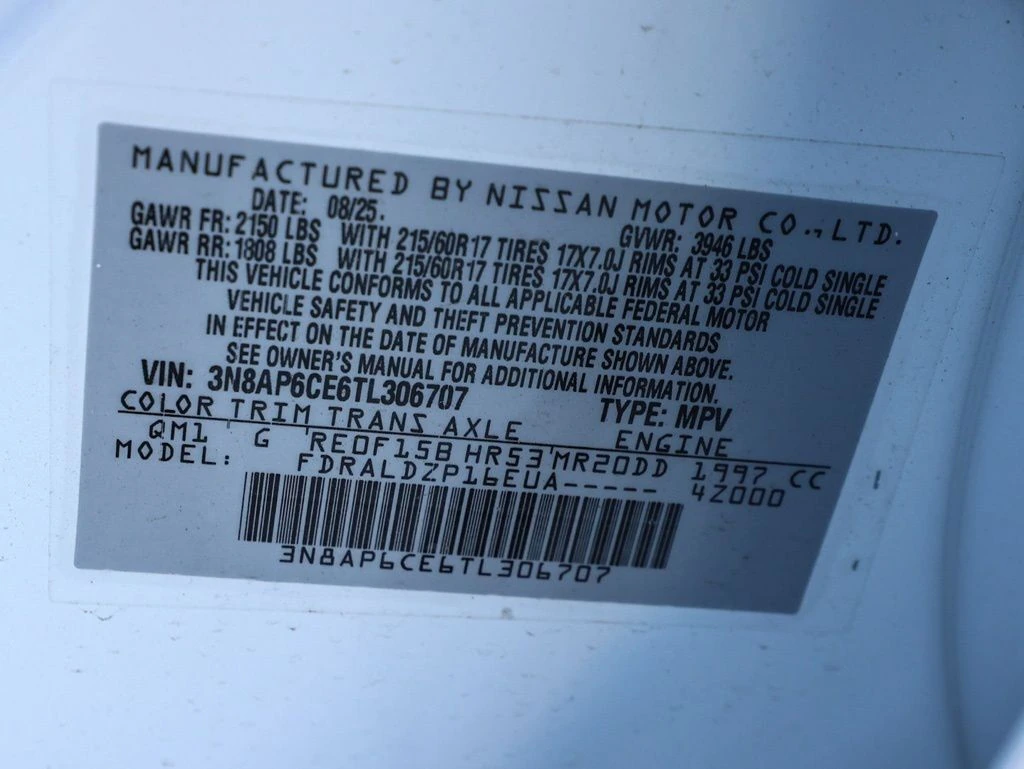 MANUFACTURED BY NISSAN MOTOR CO.,LTD.
DATE: 08/25. GVWR: 3946 LBS
GAWR FR: 2150 LBS WITH 215/60R17 TIRES 17X7.0J RIMS AT 33 PSI COLD SINGLE
GAWR RR: 1808 LBS WITH 215/60R17 TIRES 17X7.0J RIMS AT 33 PSI COLD SINGLE
THIS VEHICLE CONFORMS TO ALL APPLICABLE FEDERAL MOTOR
VEHICLE SAFETY AND THEFT PREVENTION STANDARDS
IN EFFECT ON THE DATE OF MANUFACTURE SHOWN ABOVE.
SEE OWNER'S MANUAL FOR ADDITIONAL INFORMATION.
VIN: 3N8AP6CE6TL306707 TYPE: MPV
COLOR TRIM TRANS AXLE ENGINE
QM1 G RE0F15B HR53 MR20DD 1997 CC
MODEL: FDRALDZP16EUA----- 4Z000
3N8AP6CE6TL306707